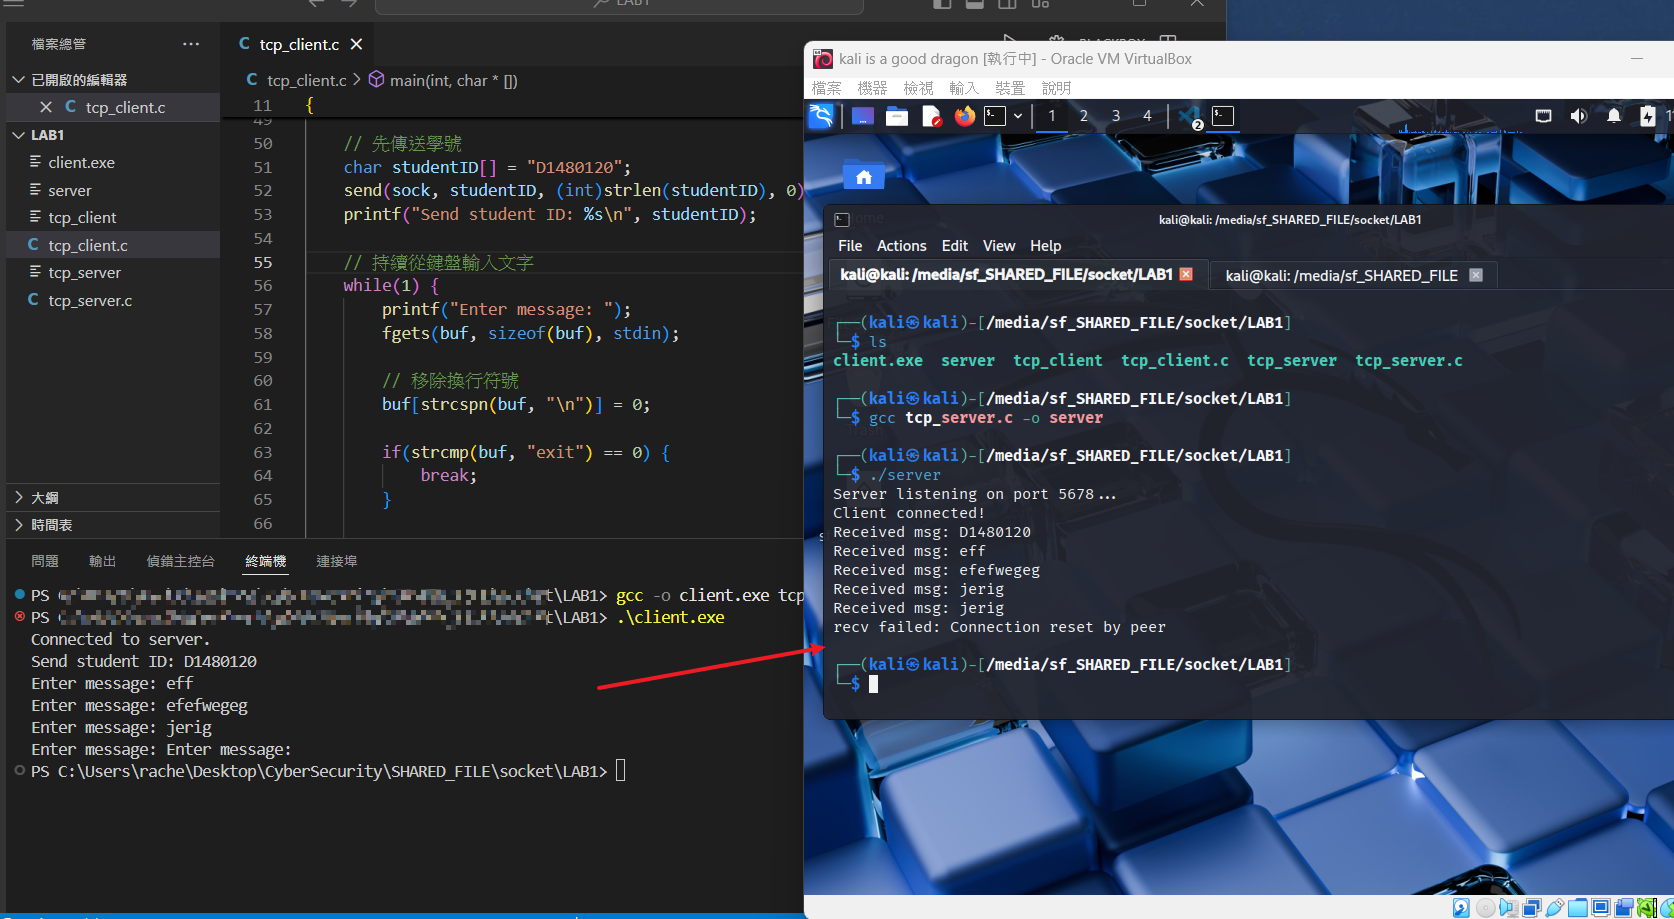 LAB1
檔案總管
...
已開啟的編輯器
tcp_client.c
LAB1
client.exe
server
tcp_client
C tcp_client.c
tcp_server
C tcp_server.c
大綱
時間表
C tcp_client.c
BLACKBOX
C tcp_client.c > main(int, char * [])
11 {
49
50 // 先傳送學號
51 char studentID[] = "D1480120";
52 send(sock, studentID, (int)strlen(studentID), 0)
53 printf("Send student ID: %s\n", studentID);
54
55 // 持續從鍵盤輸入文字
56 while(1) {
57 printf("Enter message: ");
58 fgets(buf, sizeof(buf), stdin);
59
60 // 移除換行符號
61 buf[strcspn(buf, "\n")] = 0;
62
63 if(strcmp(buf, "exit") == 0) {
64 break;
65 }
66
問題 輸出 偵錯主控台 終端機 連接埠
PS t\LAB1> gcc -o client.exe tcp
PS t\LAB1> .\client.exe
Connected to server.
Send student ID: D1480120
Enter message: eff
Enter message: efefwegeg
Enter message: jerig
Enter message: Enter message:
PS C:\Users\rache\Desktop\CyberSecurity\SHARED_FILE\socket\LAB1>
kali is a good dragon [執行中] - Oracle VM VirtualBox
檔案 機器 檢視 輸入 裝置 說明
1 2 3 4 2
kali@kali: /media/sf_SHARED_FILE/socket/LAB1
File Actions Edit View Help
kali@kali: /media/sf_SHARED_FILE/socket/LAB1 kali@kali: /media/sf_SHARED_FILE
(kali㉿kali)-[/media/sf_SHARED_FILE/socket/LAB1]
$ ls
client.exe server tcp_client tcp_client.c tcp_server tcp_server.c
(kali㉿kali)-[/media/sf_SHARED_FILE/socket/LAB1]
$ gcc tcp_server.c -o server
(kali㉿kali)-[/media/sf_SHARED_FILE/socket/LAB1]
$ ./server
Server listening on port 5678...
Client connected!
Received msg: D1480120
Received msg: eff
Received msg: efefwegeg
Received msg: jerig
Received msg: jerig
recv failed: Connection reset by peer
(kali㉿kali)-[/media/sf_SHARED_FILE/socket/LAB1]
$